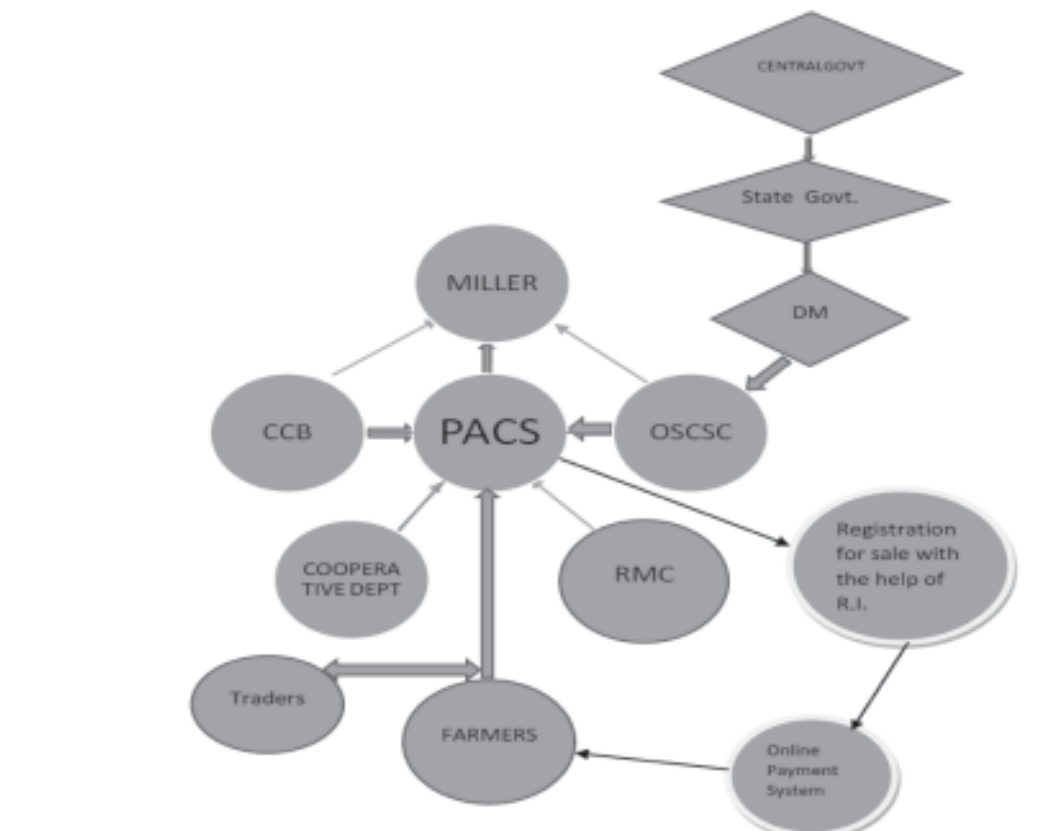 CENTRALGOVT
State Govt.
MILLER
DM
CCB
PACS
OSCSC
Registration
for sale with
the help of
R.I.
COOPERA
TIVE DEPT
RMC
Traders
FARMERS
Online
Payment
System